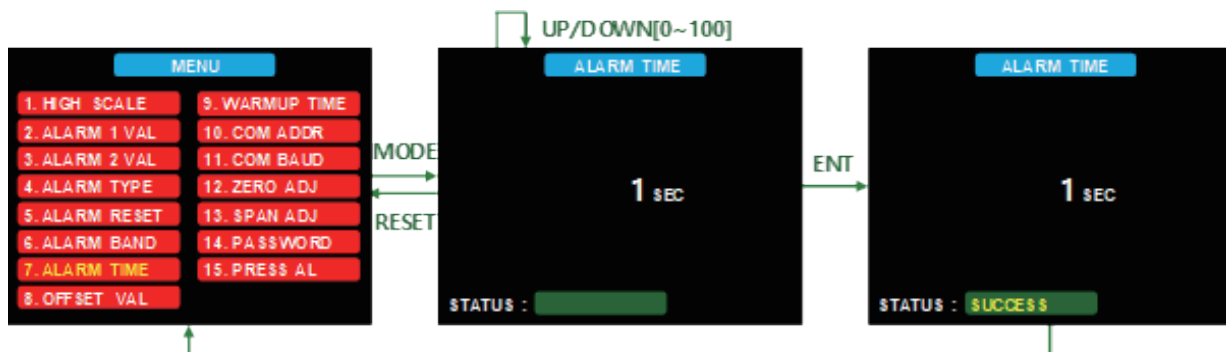 UP/DOWN[0~100]
MENU
1. HIGH SCALE
2. ALARM 1 VAL
3. ALARM 2 VAL
4. ALARM TYPE
5. ALARM RESET
6. ALARM BAND
7. ALARM TIME
8. OFFSET VAL
9. WARMUP TIME
10. COM ADDR
11. COM BAUD
12. ZERO ADJ
13. SPAN ADJ
14. PASSWORD
15. PRESS AL
MODE
RESET
ALARM TIME
1 SEC
STATUS :
ENT
ALARM TIME
1 SEC
STATUS : SUCCESS